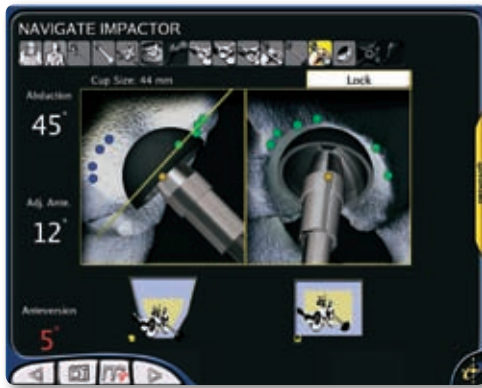 NAVIGATE IMPACTOR
Cup Size: 44 mm
Lock
Abduction
45°
Adj. Ante.
12°
Anteversion
5°